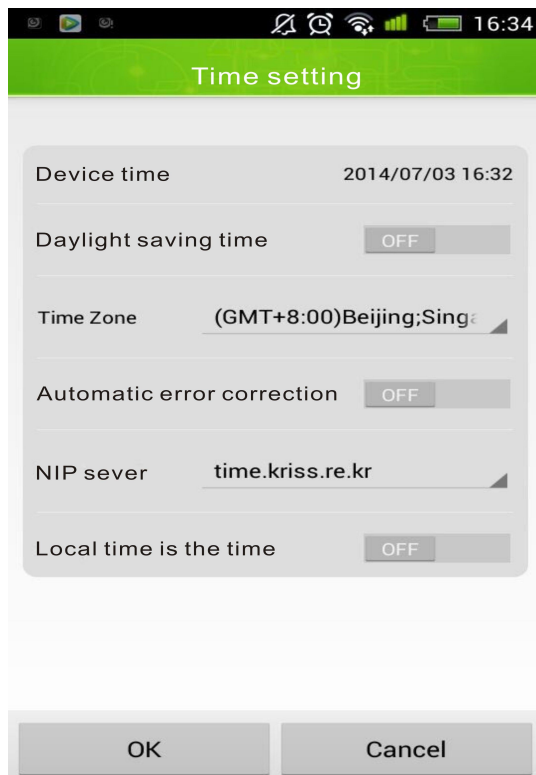 16:34
Time setting
Device time 2014/07/03 16:32
Daylight saving time OFF
Time Zone (GMT+8:00)Beijing;Singa
Automatic error correction OFF
NIP sever time.kriss.re.kr
Local time is the time OFF
OK Cancel